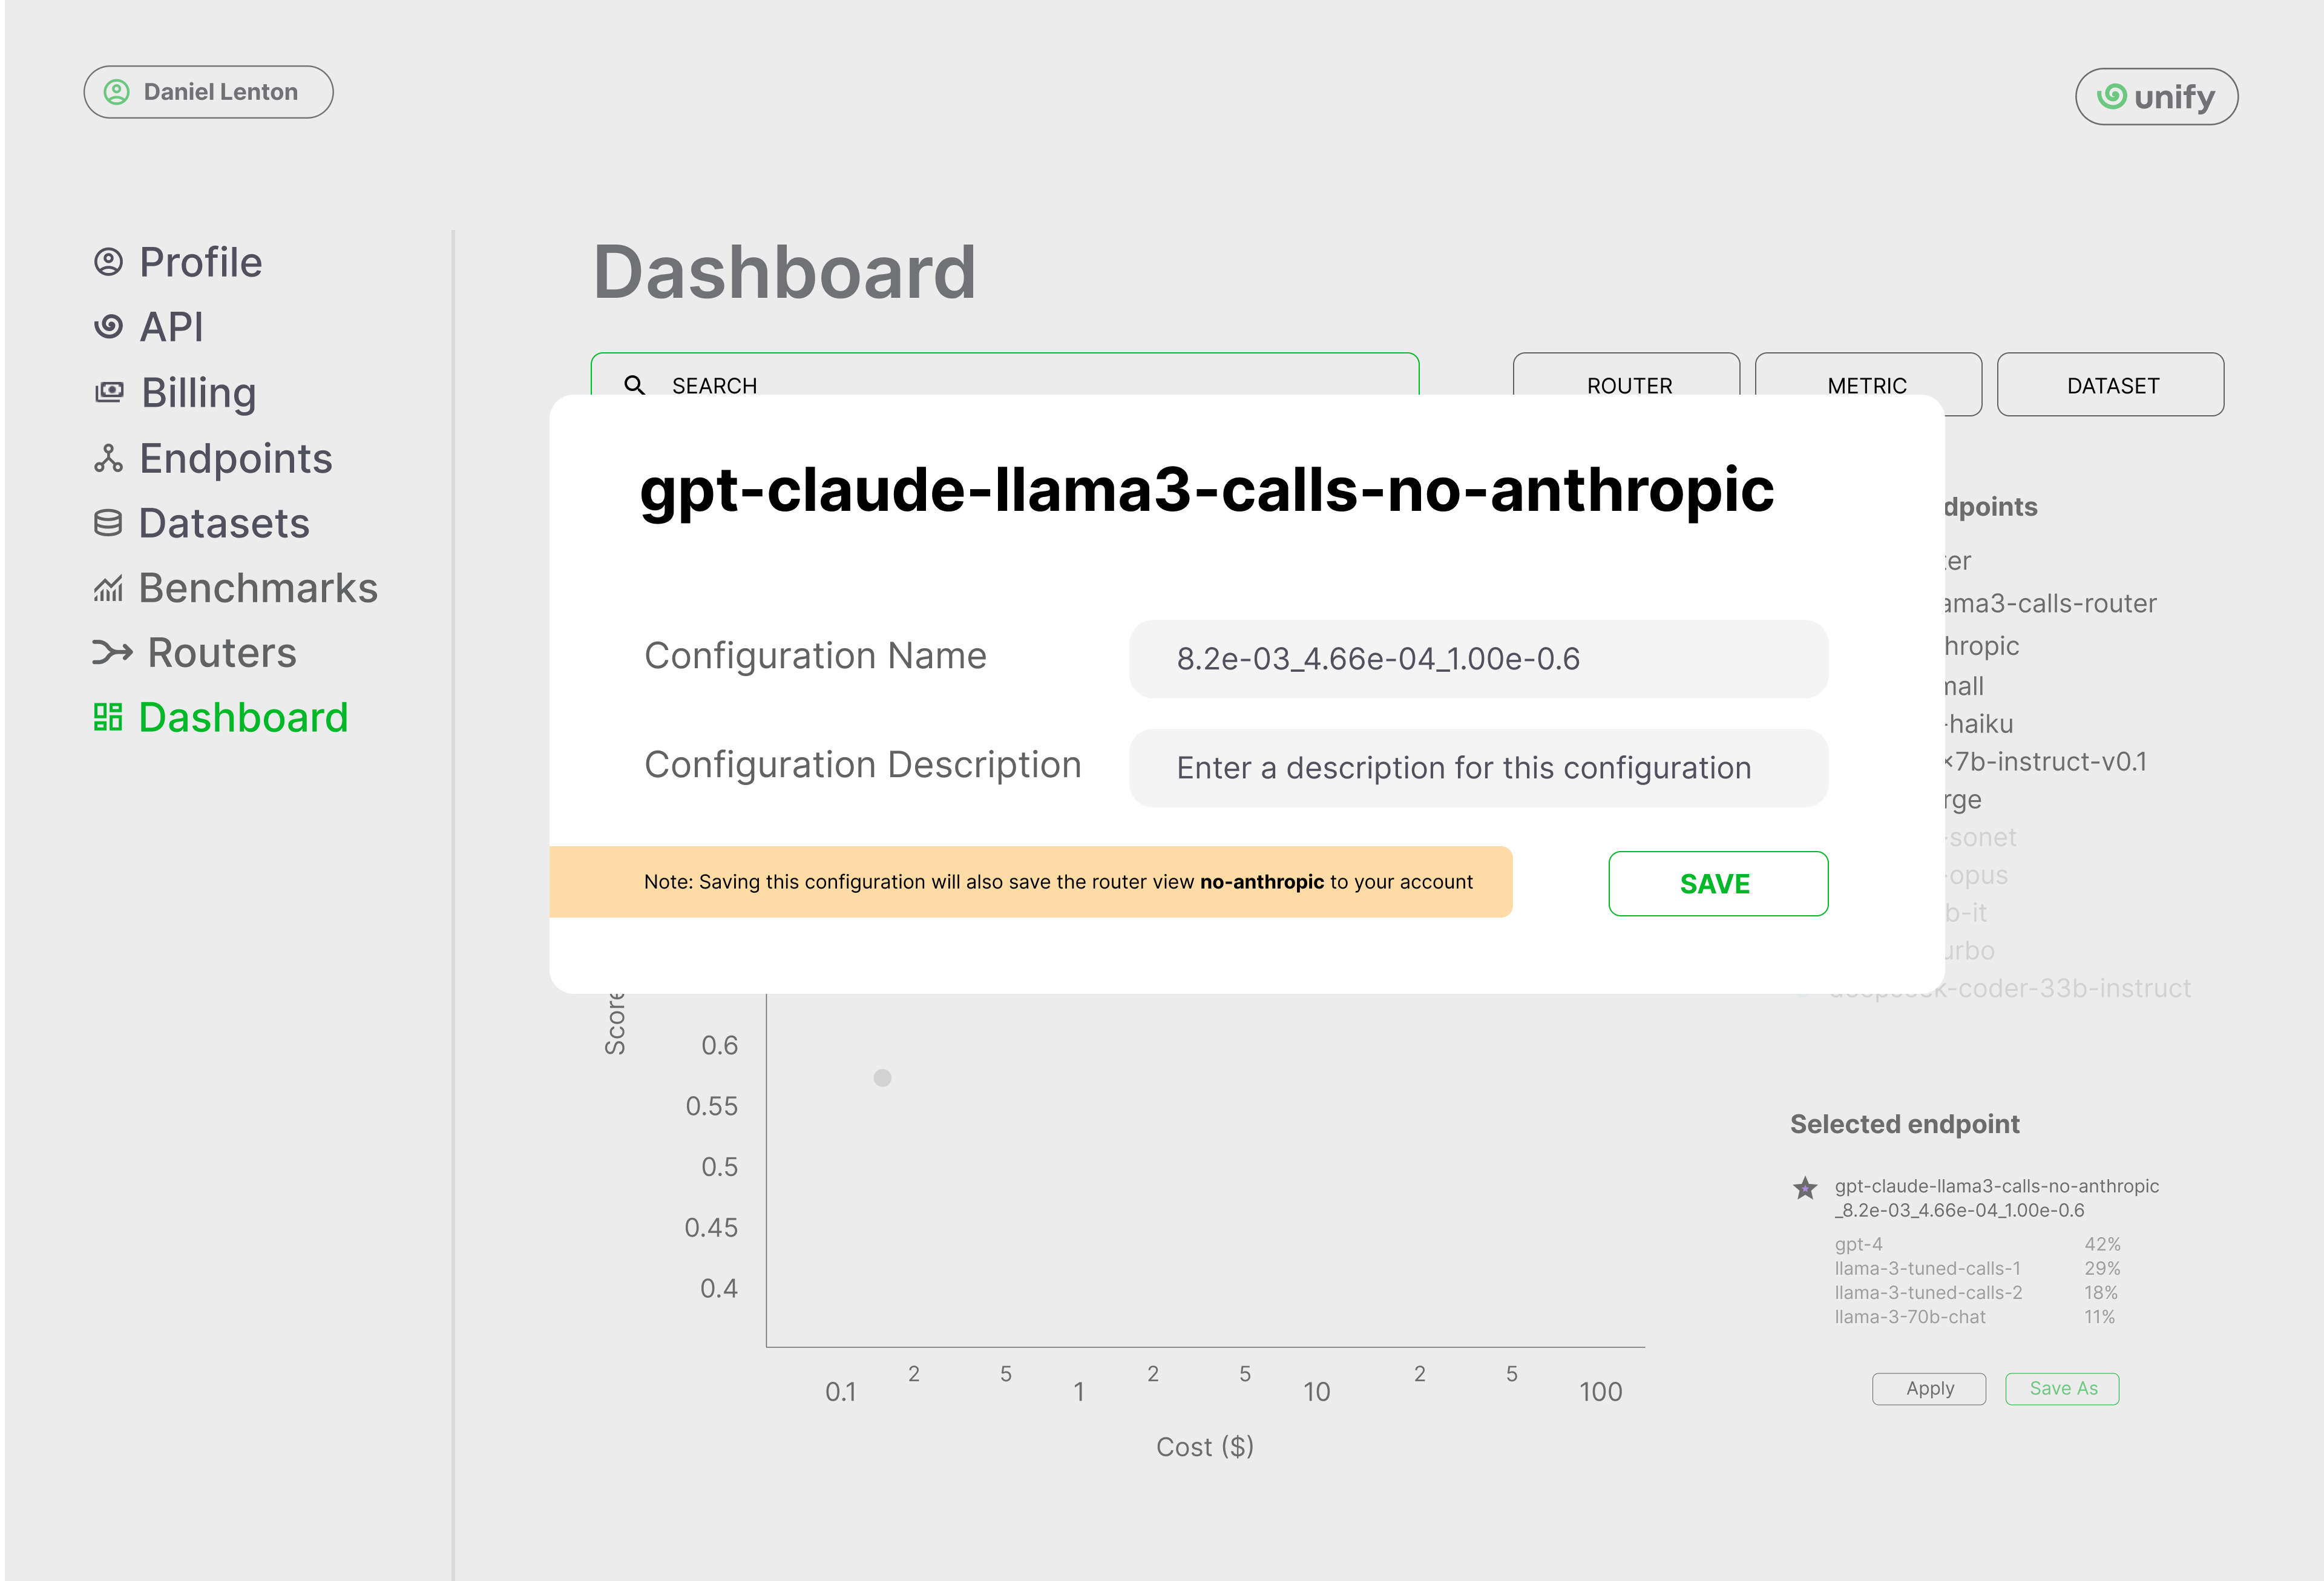 Daniel Lenton
unify
Profile
API
Billing
Endpoints
Datasets
Benchmarks
Routers
Dashboard
Dashboard
SEARCH
ROUTER
METRIC
DATASET
gpt-claude-llama3-calls-no-anthropic
Configuration Name
8.2e-03_4.66e-04_1.00e-0.6
Configuration Description
Enter a description for this configuration
Note: Saving this configuration will also save the router view no-anthropic to your account
SAVE
dpoints
ter
ama3-calls-router
hropic
mall
-haiku
x7b-instruct-v0.1
rge
-sonet
-opus
b-it
urbo
k-coder-33b-instruct
Score
0.6
0.55
0.5
0.45
0.4
2
5
2
5
2
5
0.1
1
10
100
Cost ($)
Selected endpoint
gpt-claude-llama3-calls-no-anthropic
_8.2e-03_4.66e-04_1.00e-0.6
gpt-4 42%
llama-3-tuned-calls-1 29%
llama-3-tuned-calls-2 18%
llama-3-70b-chat 11%
Apply
Save As